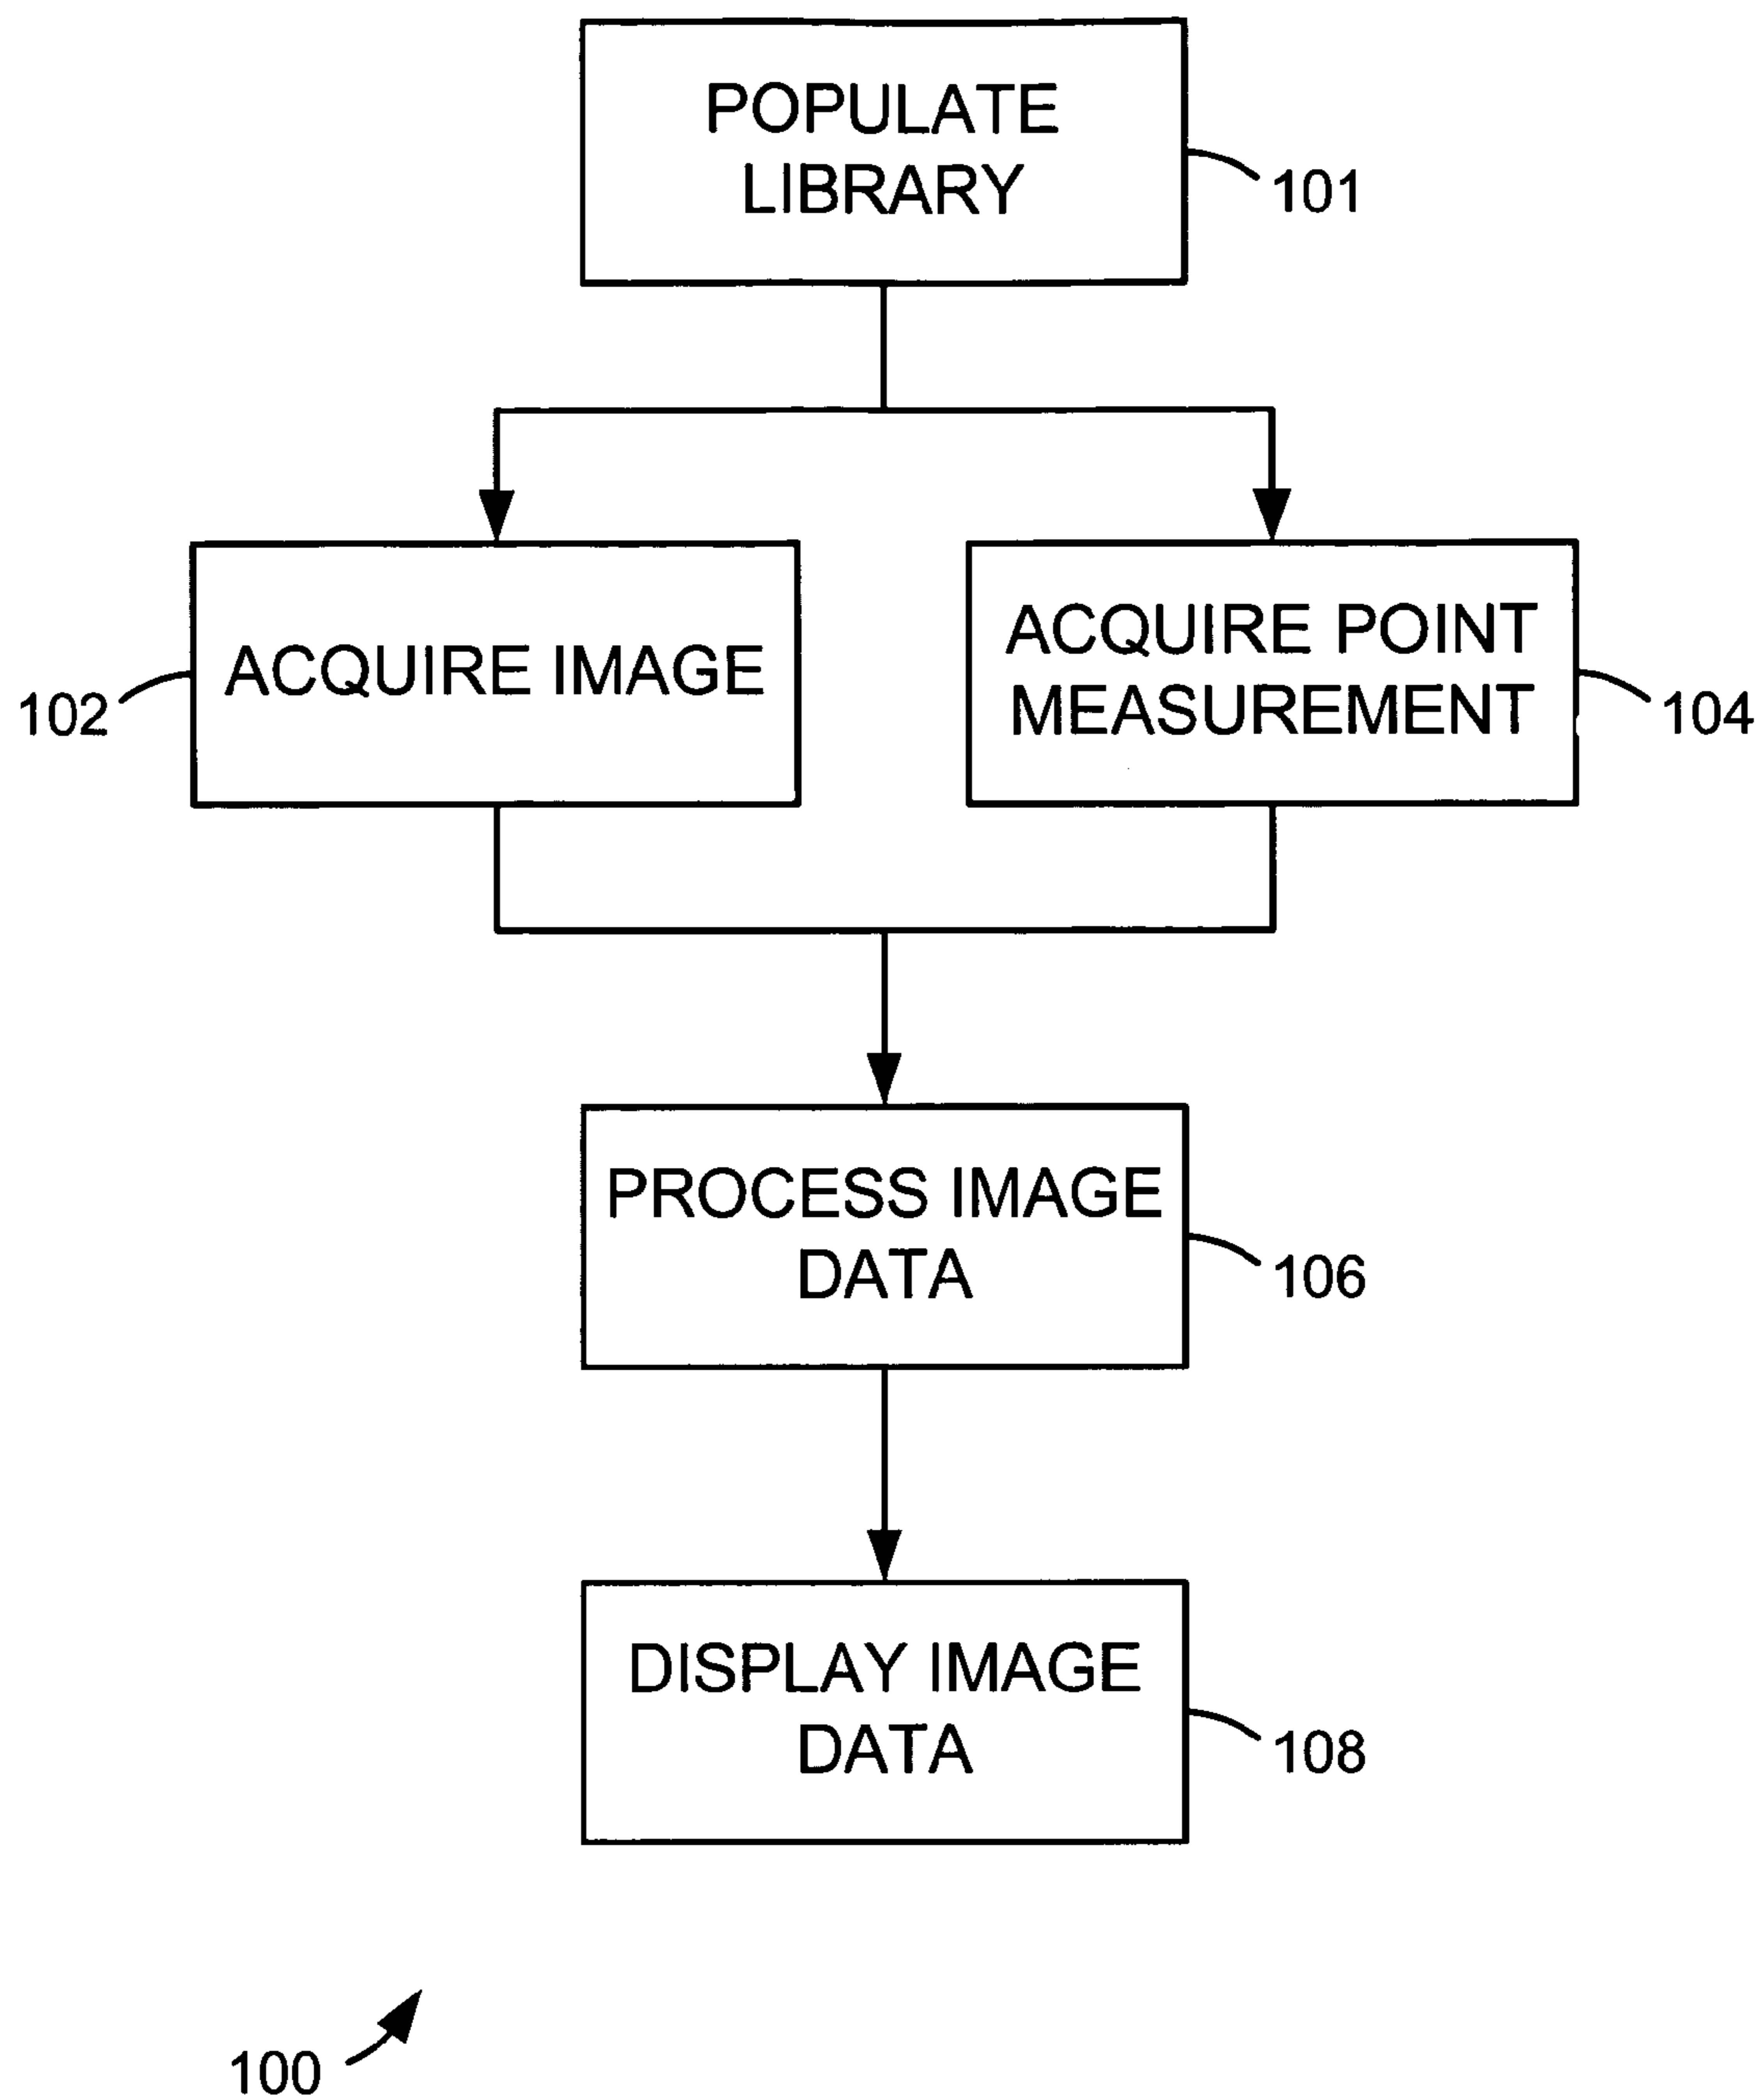 POPULATE
LIBRARY
101
ACQUIRE IMAGE
102
ACQUIRE POINT
MEASUREMENT
104
PROCESS IMAGE
DATA
106
DISPLAY IMAGE
DATA
108
100